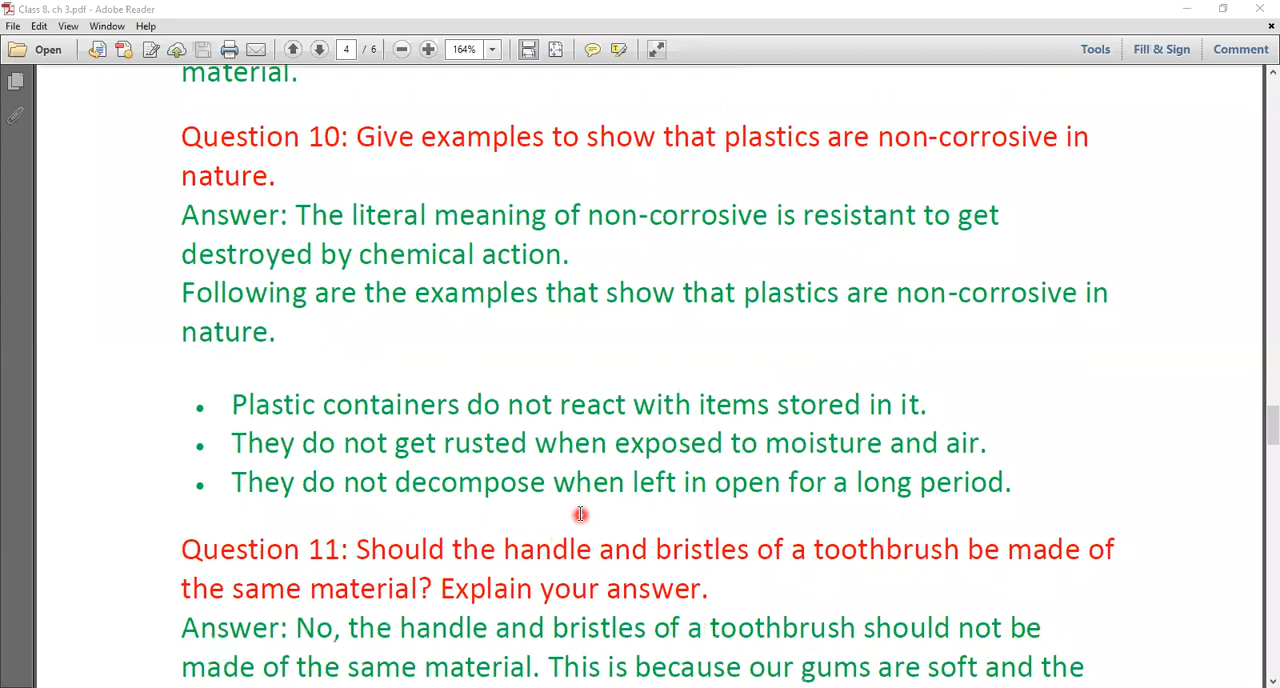 Class 8. ch 3.pdf - Adobe Reader
File Edit View Window Help
Open 4 / 6 164% Tools Fill & Sign Comment
material.
Question 10: Give examples to show that plastics are non-corrosive in
nature.
Answer: The literal meaning of non-corrosive is resistant to get
destroyed by chemical action.
Following are the examples that show that plastics are non-corrosive in
nature.
• Plastic containers do not react with items stored in it.
• They do not get rusted when exposed to moisture and air.
• They do not decompose when left in open for a long period.
Question 11: Should the handle and bristles of a toothbrush be made of
the same material? Explain your answer.
Answer: No, the handle and bristles of a toothbrush should not be
made of the same material. This is because our gums are soft and the